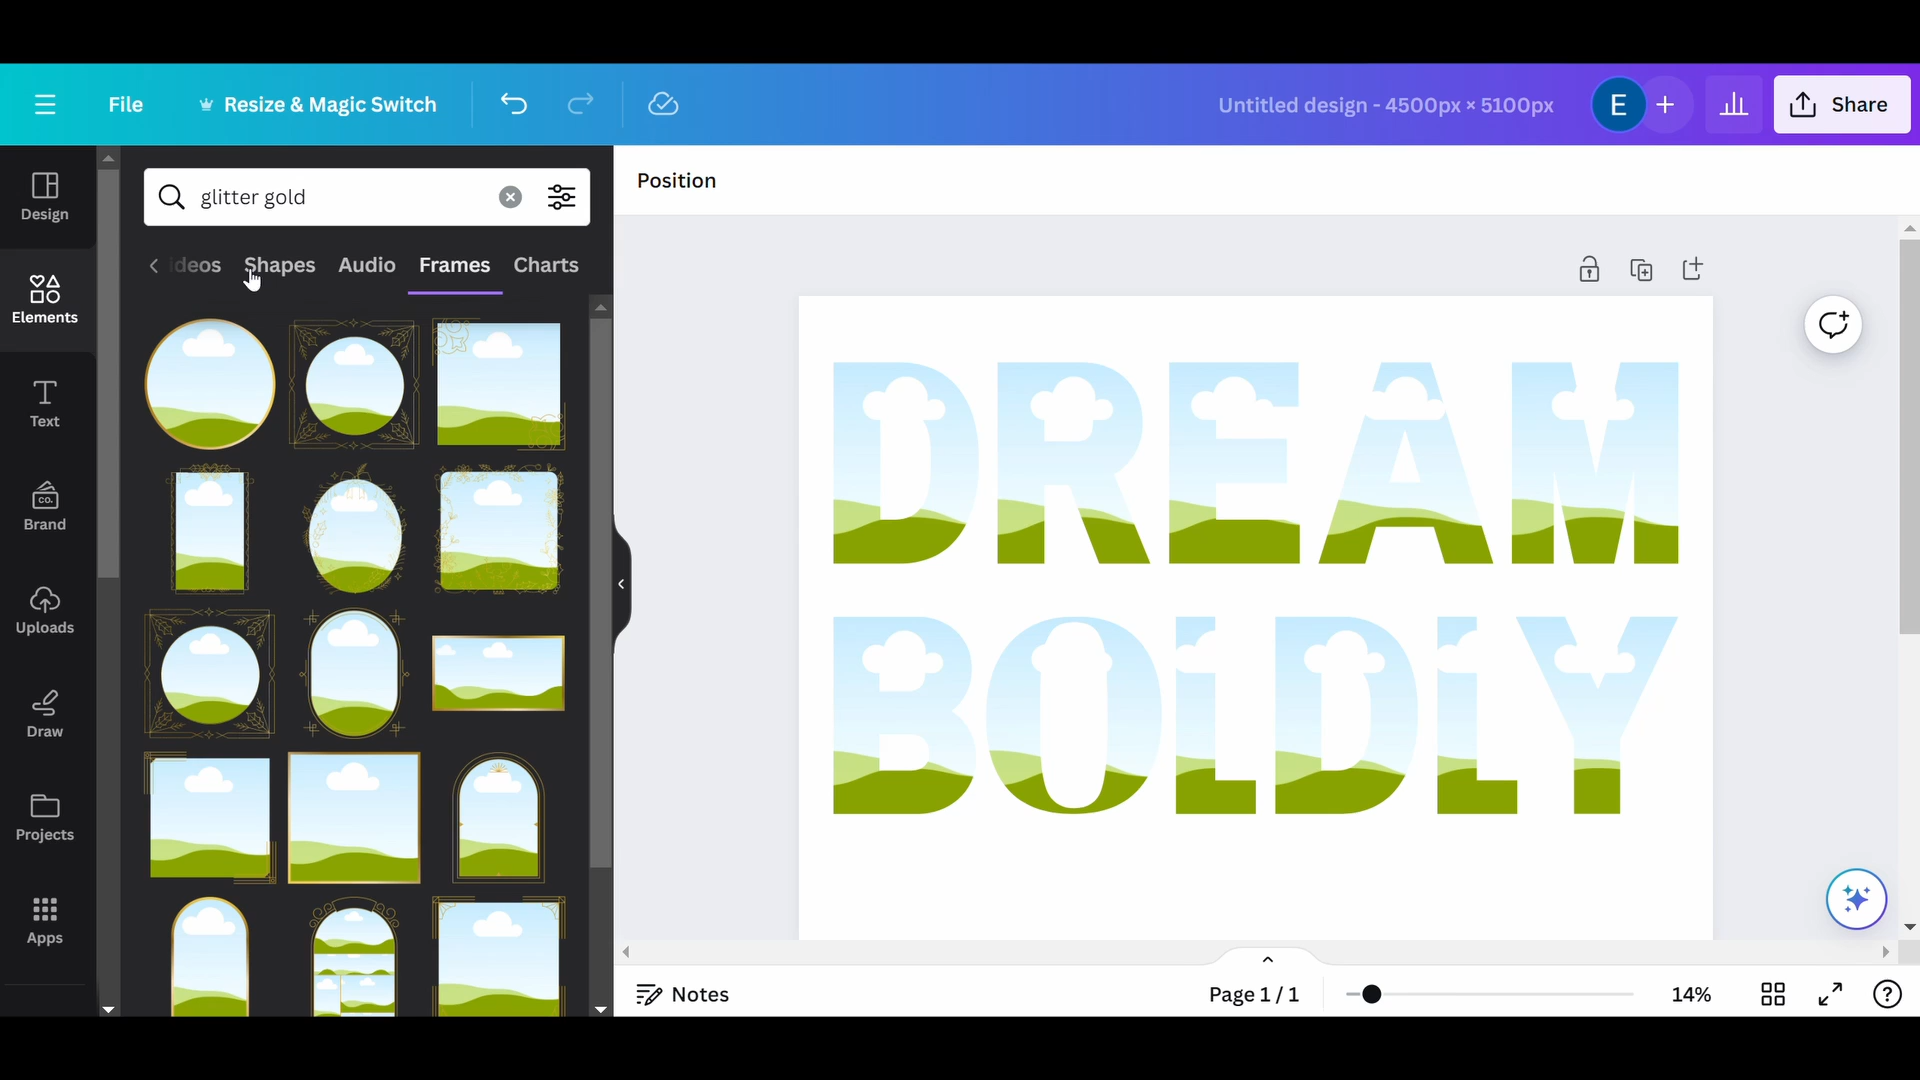 File
Resize & Magic Switch
Untitled design - 4500px × 5100px
E
Share
Design
Elements
Text
CO.
Brand
Uploads
Draw
Projects
Apps
glitter gold
ideos
Shapes
Audio
Frames
Charts
Position
DREAM
BOLDLY
Notes
Page 1 / 1
14%